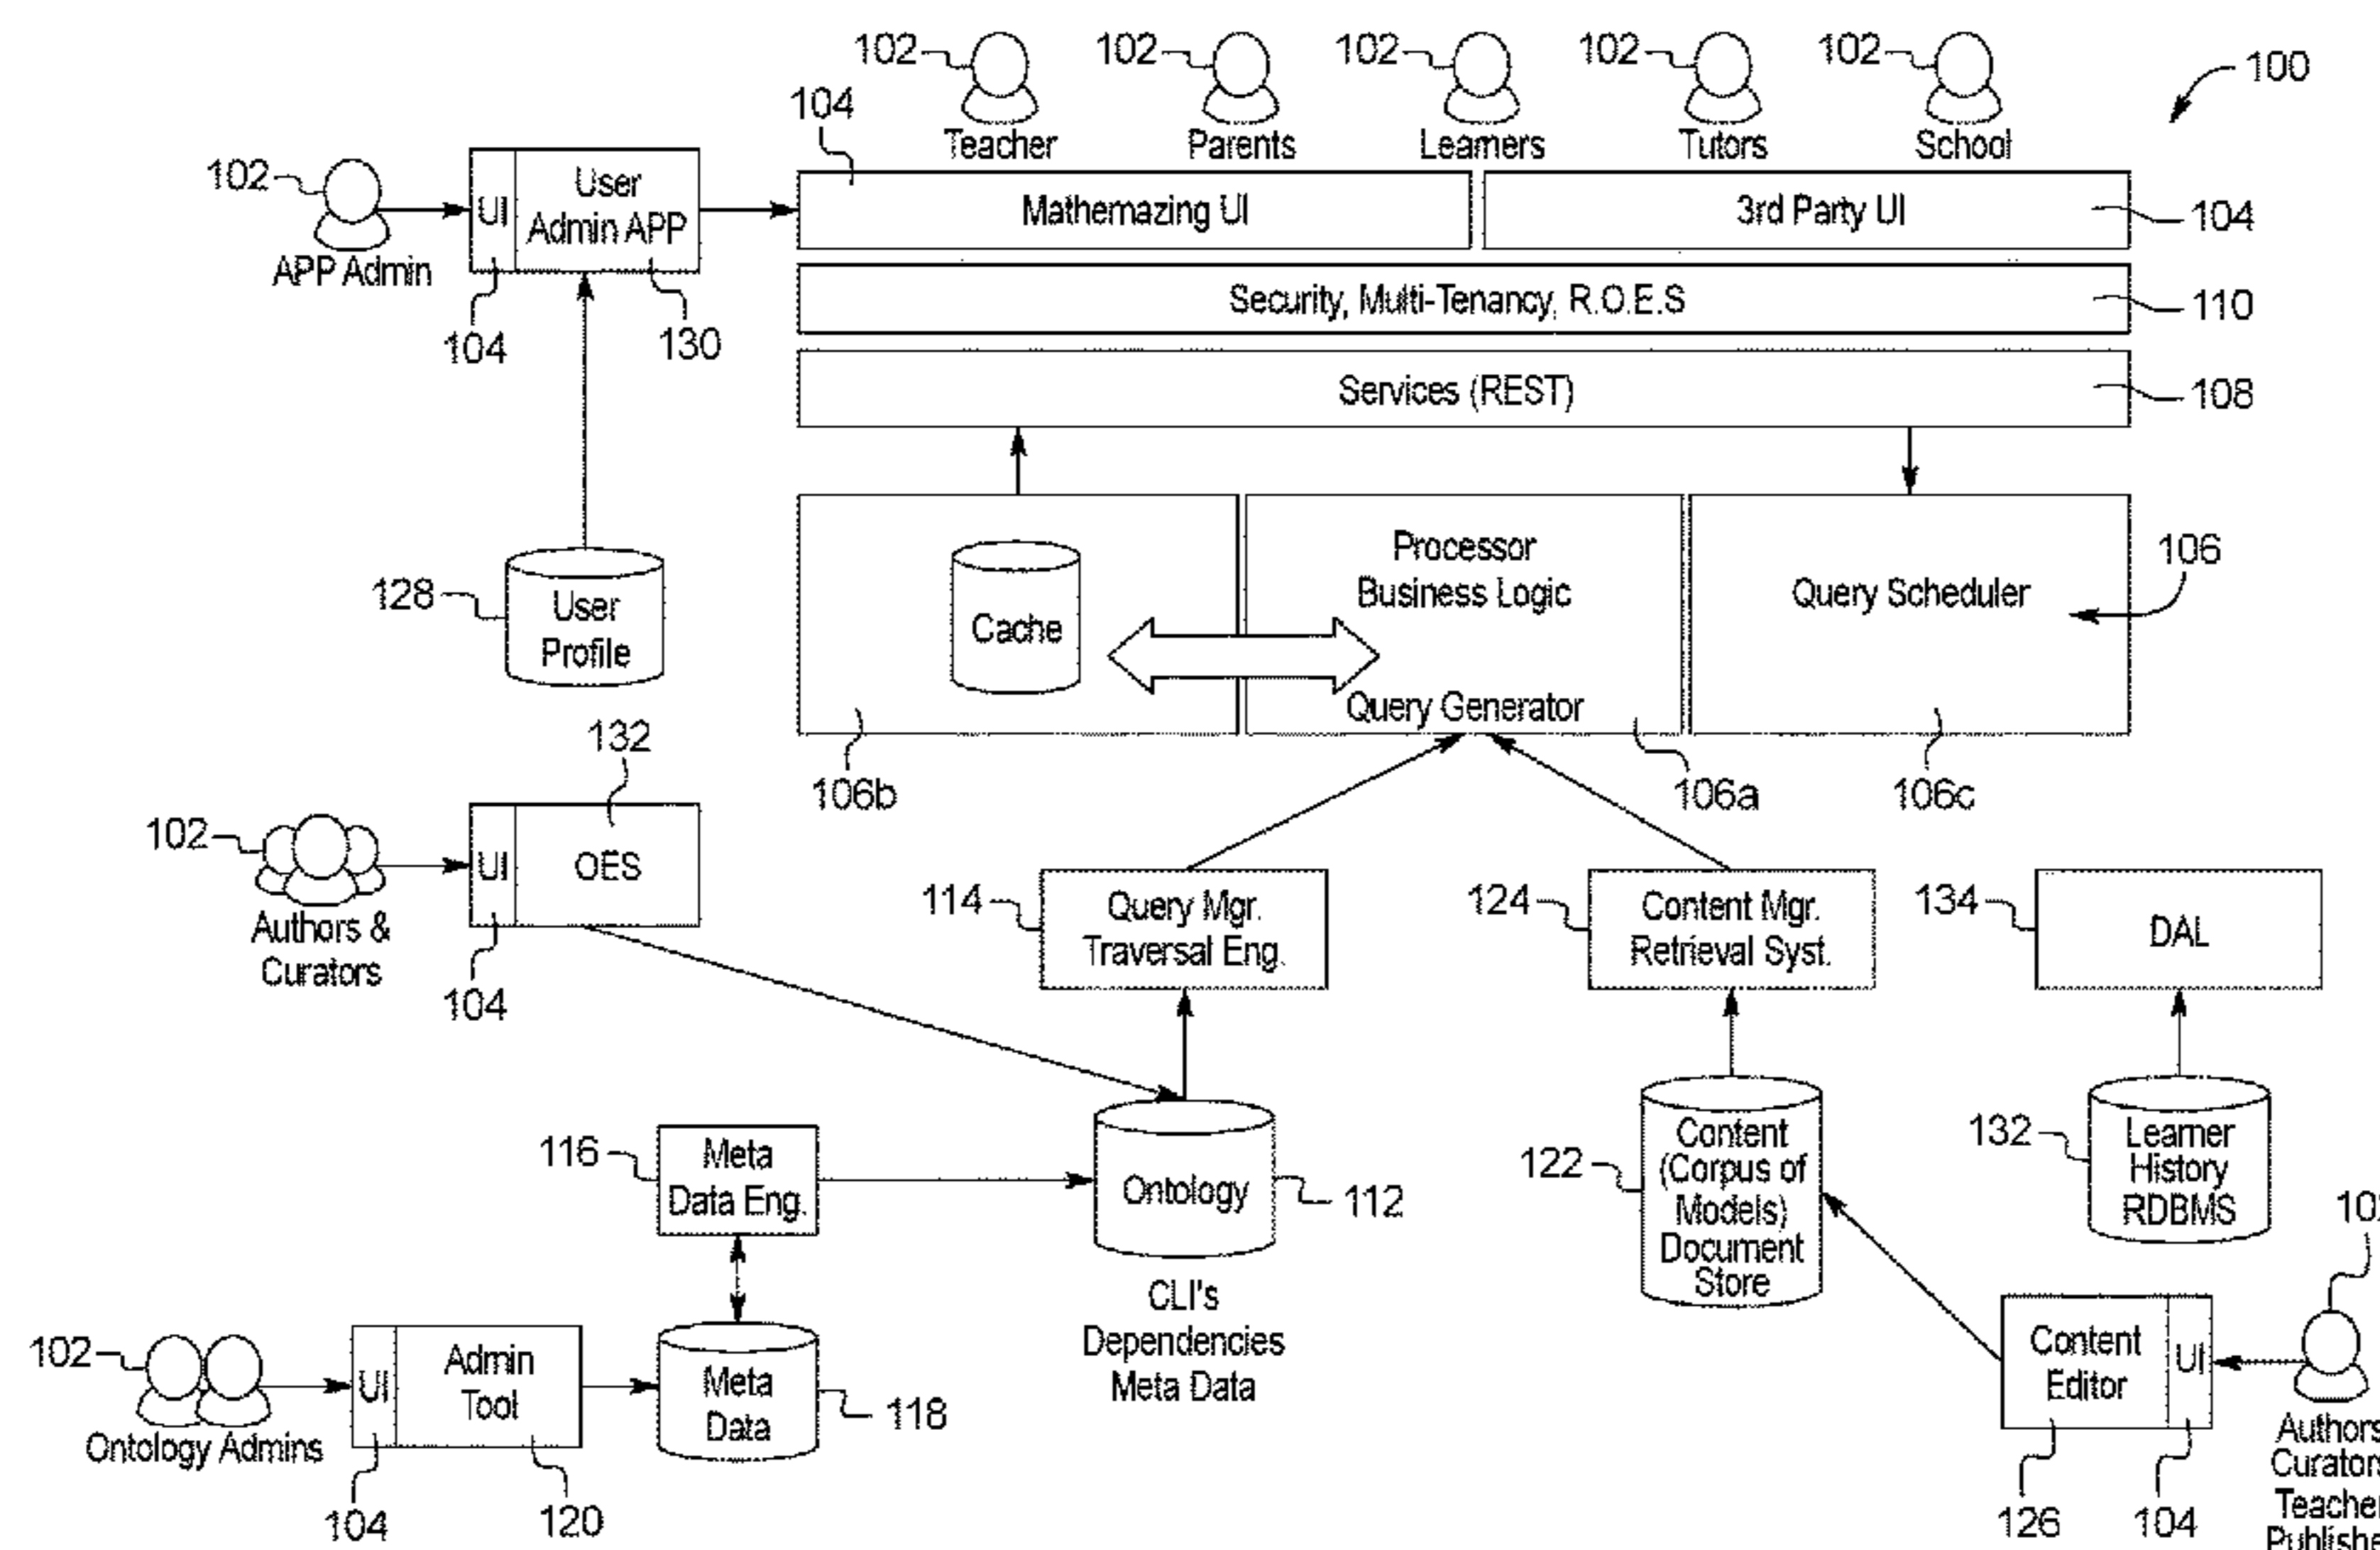 102
102
102
102
102
100
104
Teacher
Parents
Learners
Tutors
School
102
UI
User
Admin APP
Mathemazing UI
3rd Party UI
104
APP Admin
104
130
Security, Multi-Tenancy, R.O.E.S
110
Services (REST)
108
128
User
Profile
Cache
Processor
Business Logic
Query Generator
Query Scheduler
106
106b
106a
106c
132
102
UI
OES
Authors &
Curators
104
114
Query Mgr.
Traversal Eng.
124
Content Mgr.
Retrieval Syst.
134
DAL
116
Meta
Data Eng.
Ontology
112
CLI's
Dependencies
Meta Data
122
Content
(Corpus of
Models)
Document
Store
132
Learner
History
RDBMS
102
UI
Admin
Tool
Ontology Admins
104
120
Meta
Data
118
Content
Editor
UI
126
104
Authors
Curators